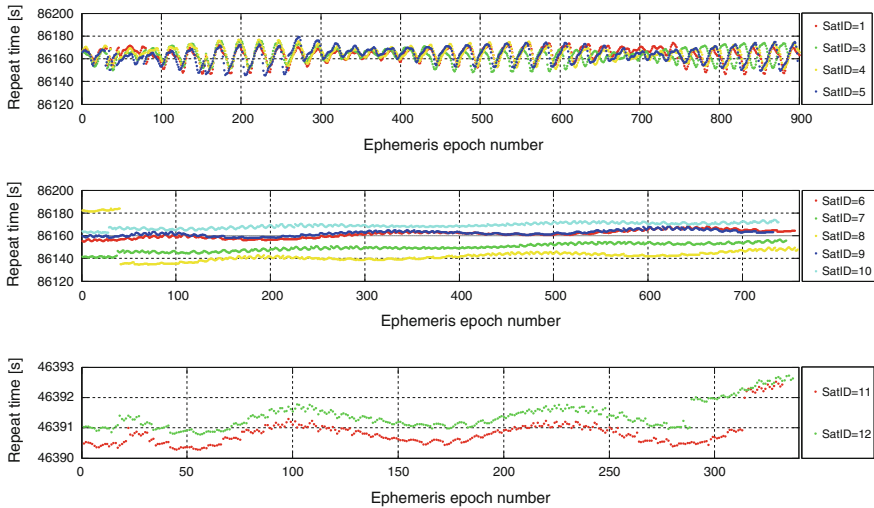 Repeat time [s]
86200
86180
86160
86140
86120
0 100 200 300 400 500 600 700 800 900
Ephemeris epoch number
SatID=1
SatID=3
SatID=4
SatID=5
Repeat time [s]
86200
86180
86160
86140
86120
0 100 200 300 400 500 600 700
Ephemeris epoch number
SatID=6
SatID=7
SatID=8
SatID=9
SatID=10
Repeat time [s]
46393
46392
46391
46390
0 50 100 150 200 250 300
Ephemeris epoch number
SatID=11
SatID=12